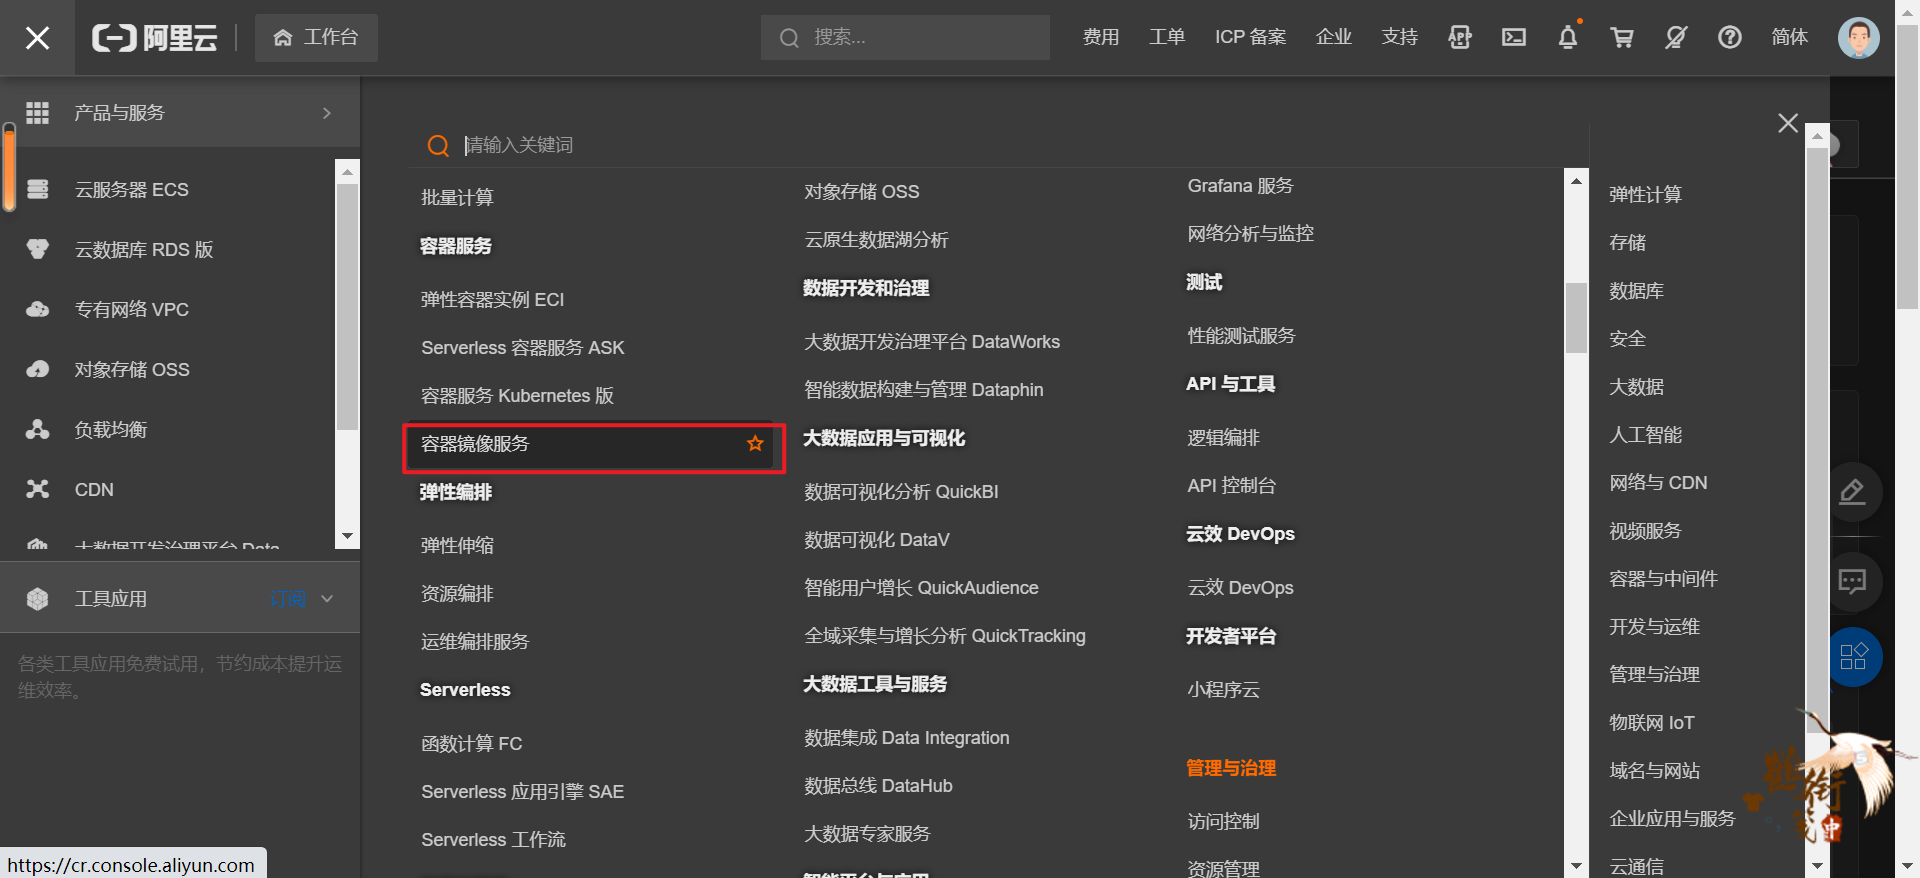 阿里云
工作台
搜索...
费用
工单
ICP 备案
企业
支持
API
简体
产品与服务
云服务器 ECS
云数据库 RDS 版
专有网络 VPC
对象存储 OSS
负载均衡
CDN
大数据开发治理平台 Data
工具应用
订阅
各类工具应用免费试用，节约成本提升运
维效率。
请输入关键词
批量计算
容器服务
弹性容器实例 ECI
Serverless 容器服务 ASK
容器服务 Kubernetes 版
容器镜像服务
弹性编排
弹性伸缩
资源编排
运维编排服务
Serverless
函数计算 FC
Serverless 应用引擎 SAE
Serverless 工作流
对象存储 OSS
云原生数据湖分析
数据开发和治理
大数据开发治理平台 DataWorks
智能数据构建与管理 Dataphin
大数据应用与可视化
数据可视化分析 QuickBI
数据可视化 DataV
智能用户增长 QuickAudience
全域采集与增长分析 QuickTracking
大数据工具与服务
数据集成 Data Integration
数据总线 DataHub
大数据专家服务
Grafana 服务
网络分析与监控
测试
性能测试服务
API 与工具
逻辑编排
API 控制台
云效 DevOps
云效 DevOps
开发者平台
小程序云
管理与治理
访问控制
资源管理
弹性计算
存储
数据库
安全
大数据
人工智能
网络与 CDN
视频服务
容器与中间件
开发与运维
管理与治理
物联网 IoT
域名与网站
企业应用与服务
云通信
中
https://cr.console.aliyun.com